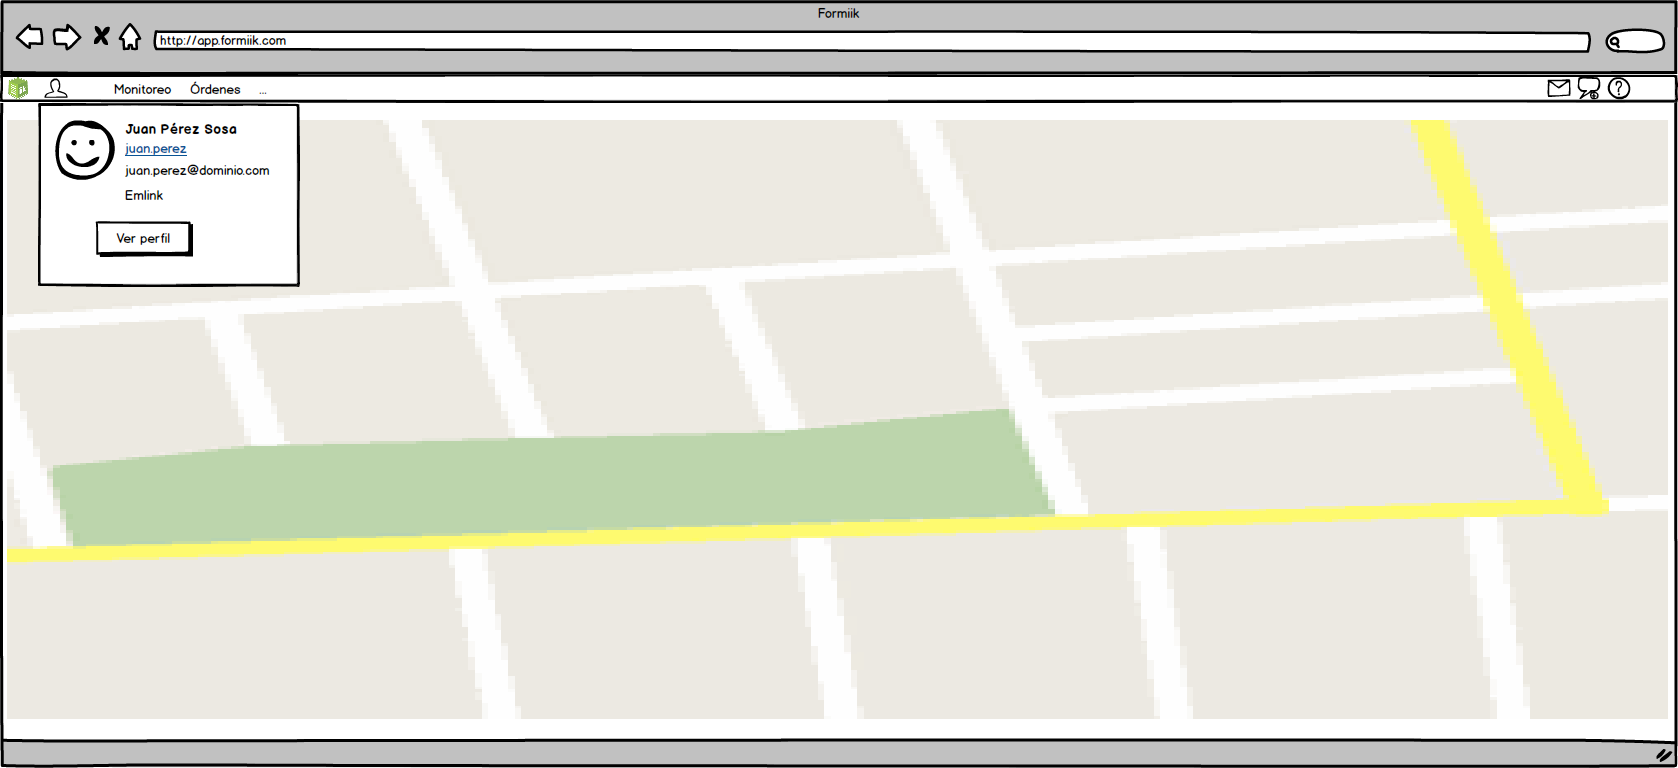 Formiik
http://app.formiik.com
Monitoreo Órdenes ...
Juan Pérez Sosa
juan.perez
juan.perez@dominio.com
Emlink
Ver perfil